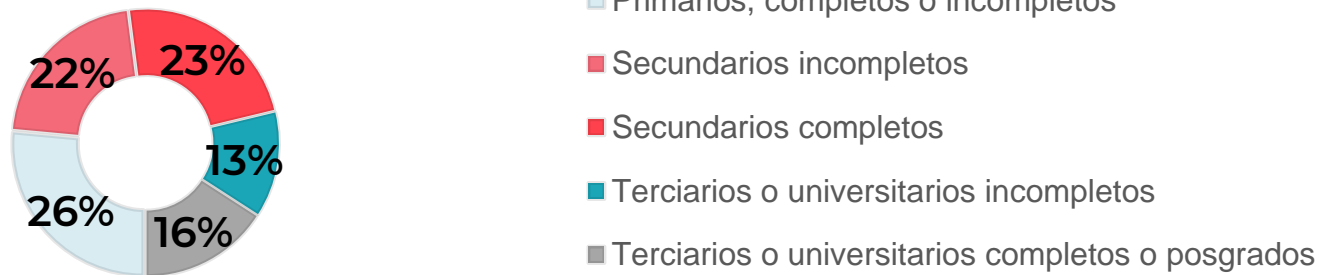 Primarios, completos o incompletos
22%
23%
Secundarios incompletos
Secundarios completos
13%
Terciarios o universitarios incompletos
26%
16%
Terciarios o universitarios completos o posgrados